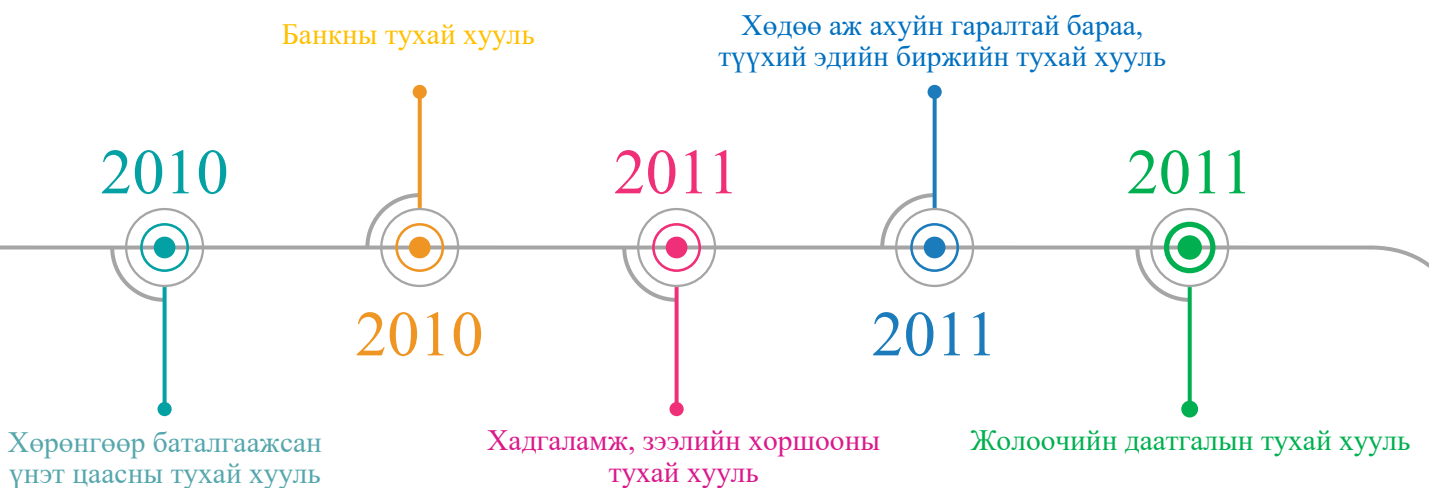 Банкны тухай хууль
Хөдөө аж ахуйн гаралтай бараа,
түүхий эдийн биржийн тухай хууль
2010
2011
2011
2010
2011
Хөрөнгөөр баталгаажсан
үнэт цаасны тухай хууль
Хадгаламж, зээлийн хоршооны
тухай хууль
Жолоочийн даатгалын тухай хууль